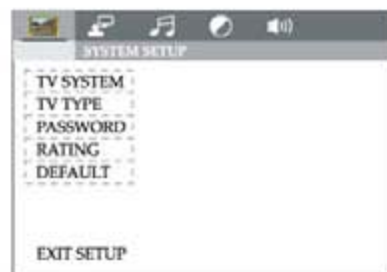 SYSTEM SETUP
TV SYSTEM
TV TYPE
PASSWORD
RATING
DEFAULT
EXIT SETUP